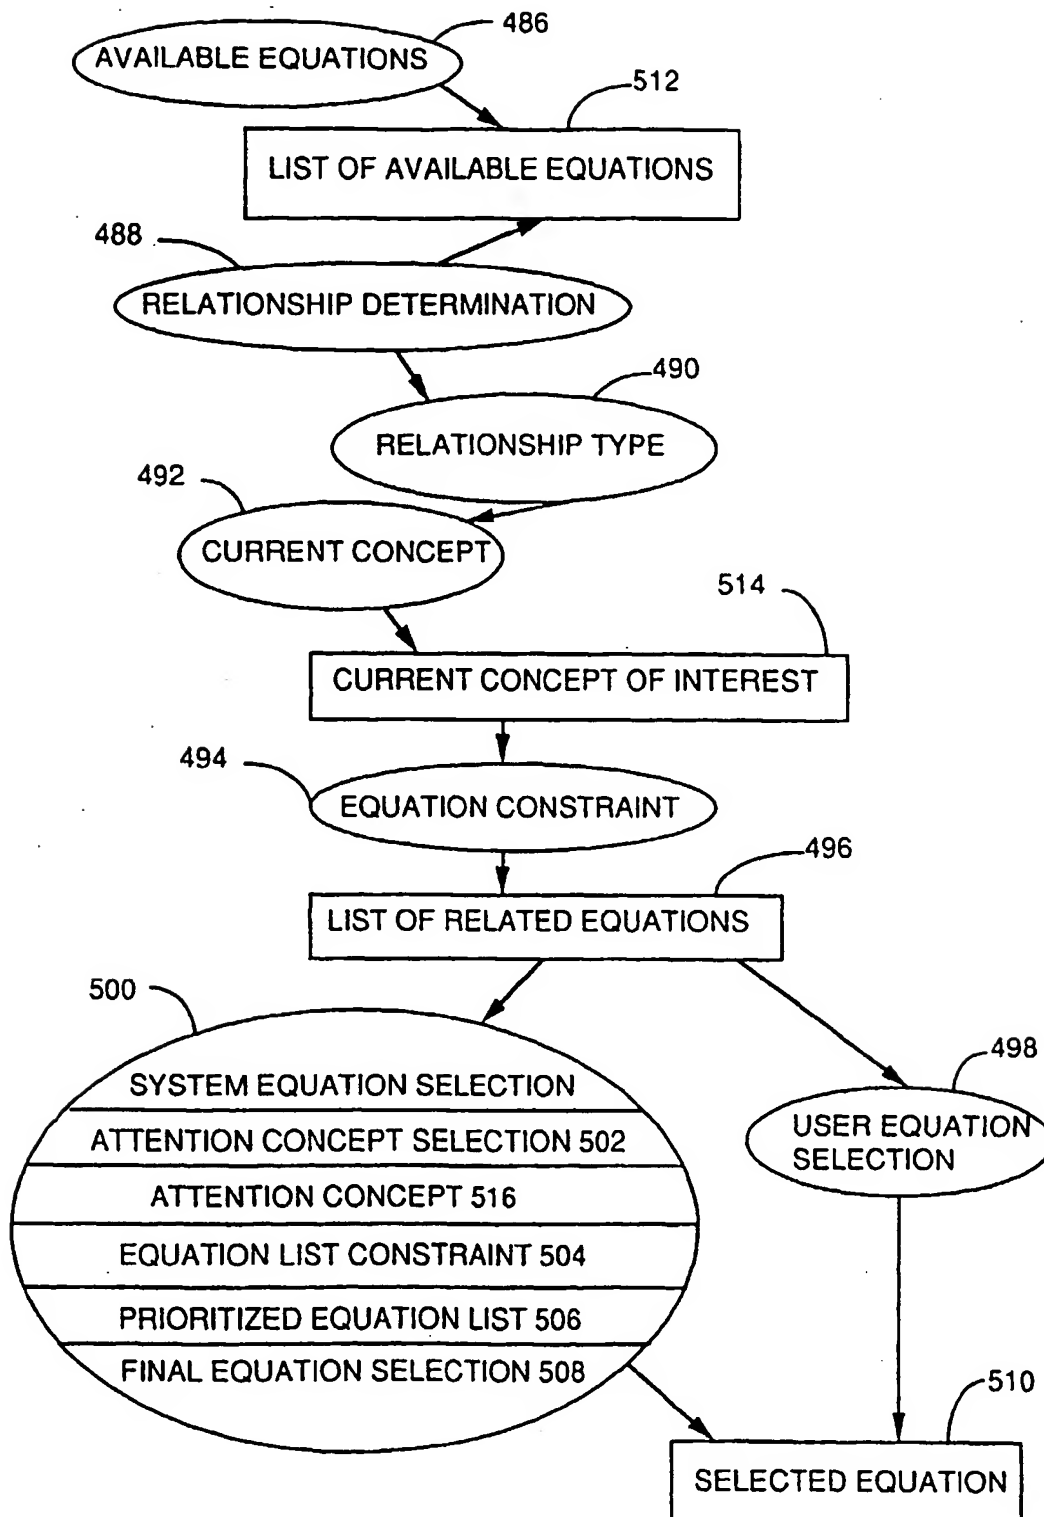 486
AVAILABLE EQUATIONS
512
LIST OF AVAILABLE EQUATIONS
488
RELATIONSHIP DETERMINATION
490
RELATIONSHIP TYPE
492
CURRENT CONCEPT
514
CURRENT CONCEPT OF INTEREST
494
EQUATION CONSTRAINT
496
LIST OF RELATED EQUATIONS
500
SYSTEM EQUATION SELECTION
ATTENTION CONCEPT SELECTION 502
ATTENTION CONCEPT 516
EQUATION LIST CONSTRAINT 504
PRIORITIZED EQUATION LIST 506
FINAL EQUATION SELECTION 508
498
USER EQUATION
SELECTION
510
SELECTED EQUATION